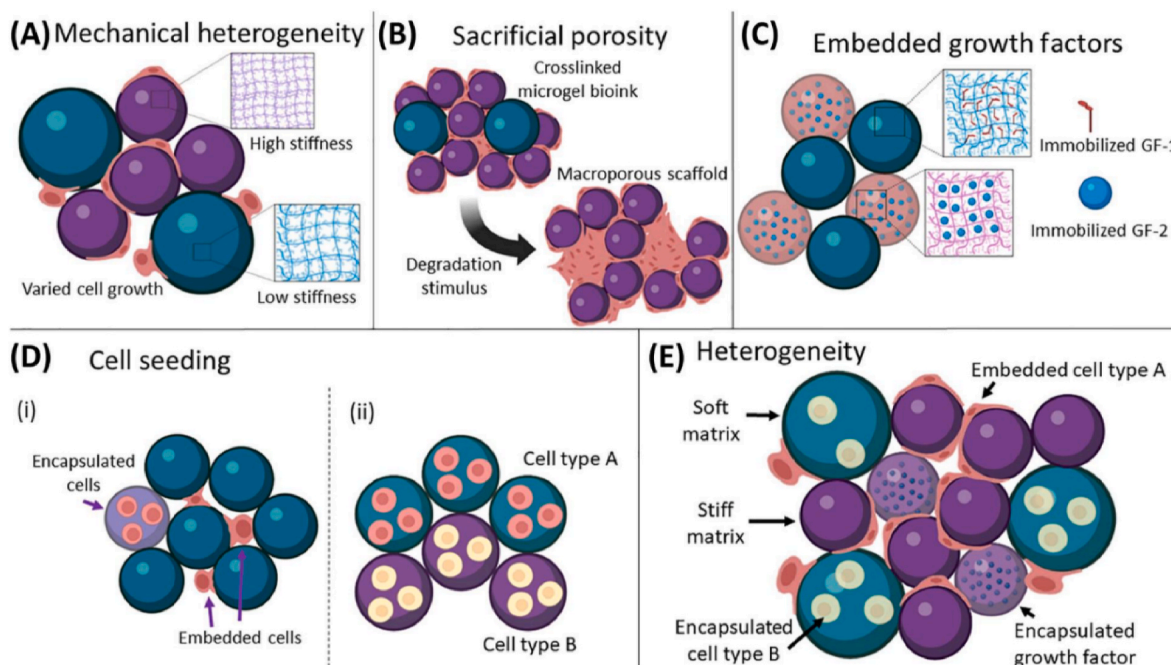 (A) Mechanical heterogeneity
High stiffness
Varied cell growth
Low stiffness
(B) Sacrificial porosity
Crosslinked
microgel bioink
Macroporous scaffold
Degradation
stimulus
(C) Embedded growth factors
Immobilized GF-1
Immobilized GF-2
(D) Cell seeding
(i)
Encapsulated
cells
Embedded cells
(ii)
Cell type A
Cell type B
(E) Heterogeneity
Embedded cell type A
Soft
matrix
Stiff
matrix
Encapsulated
cell type B
Encapsulated
growth factor